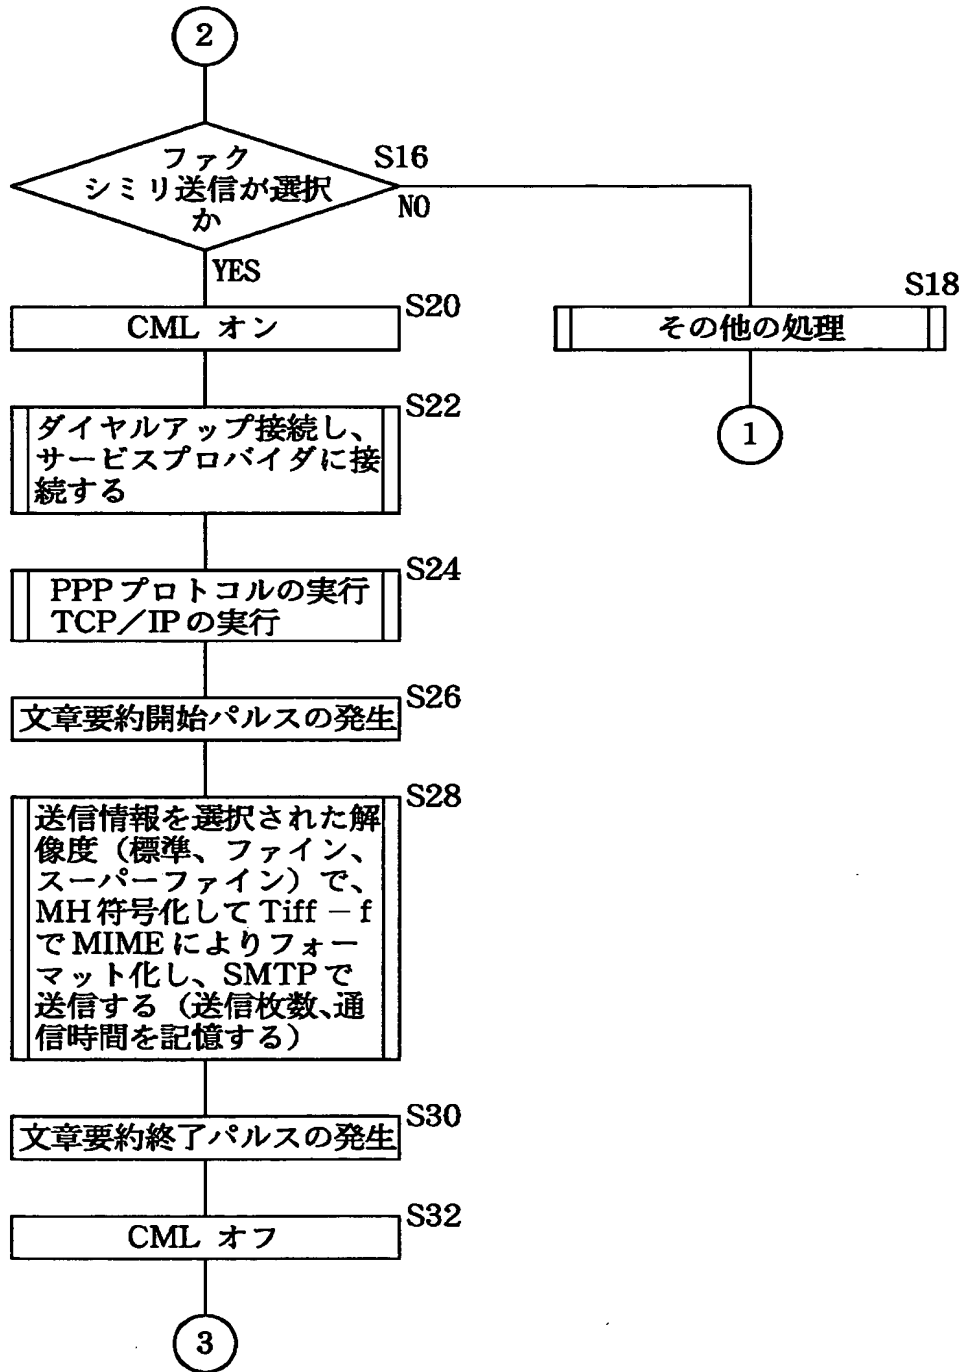 2
ファク
シミリ送信が選択
か
S16
NO
YES
S20
CML オン
S18
その他の処理
1
S22
ダイヤルアップ接続し、
サービスプロバイダに接
続する
S24
PPPプロトコルの実行
TCP／IPの実行
S26
文章要約開始パルスの発生
S28
送信情報を選択された解
像度（標準、ファイン、
スーパーファイン）で、
MH符号化してTiff－f
でMIMEによりフォー
マット化し、SMTPで
送信する（送信枚数、通
信時間を記憶する）
S30
文章要約終了パルスの発生
S32
CML オフ
3